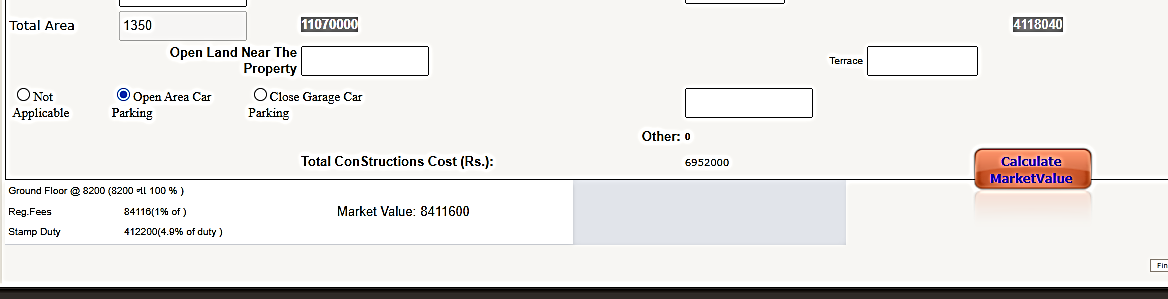 Total Area 1350 11070000 4118040
Open Land Near The
Property
Terrace
Not
Applicable
Open Area Car
Parking
Close Garage Car
Parking
Other: 0
Total ConStructions Cost (Rs.): 6952000
Calculate
MarketValue
Ground Floor @ 8200 (8200 का 100 % )
Reg.Fees 84116(1% of )
Market Value: 8411600
Stamp Duty 412200(4.9% of duty )
Fin